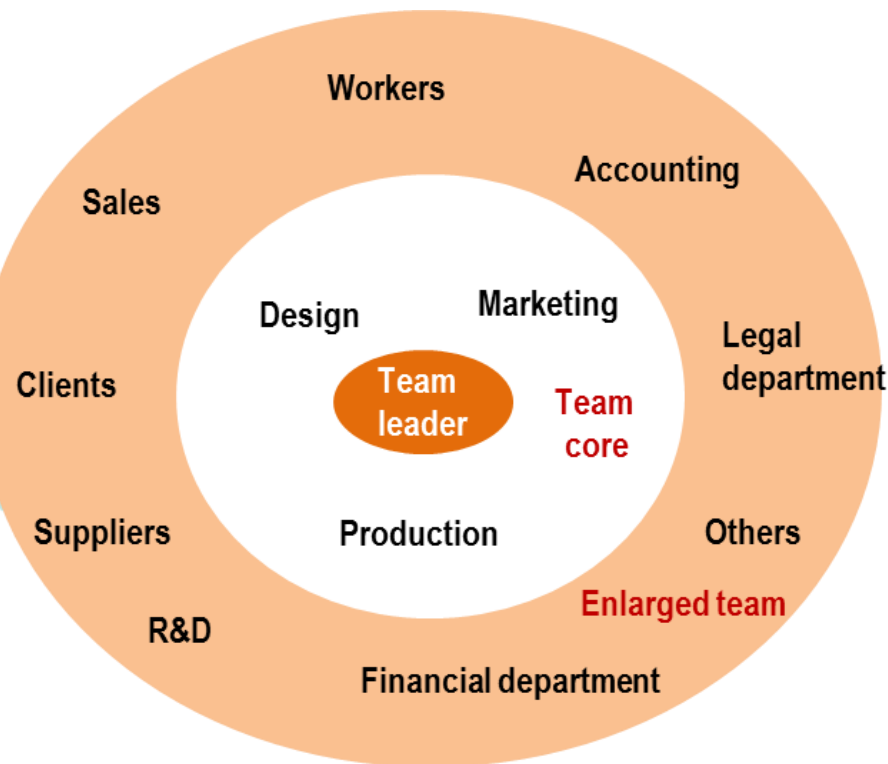 Workers
Accounting
Sales
Design
Marketing
Legal
department
Clients
Team
leader
Team
core
Suppliers
Production
Others
Enlarged team
R&D
Financial department